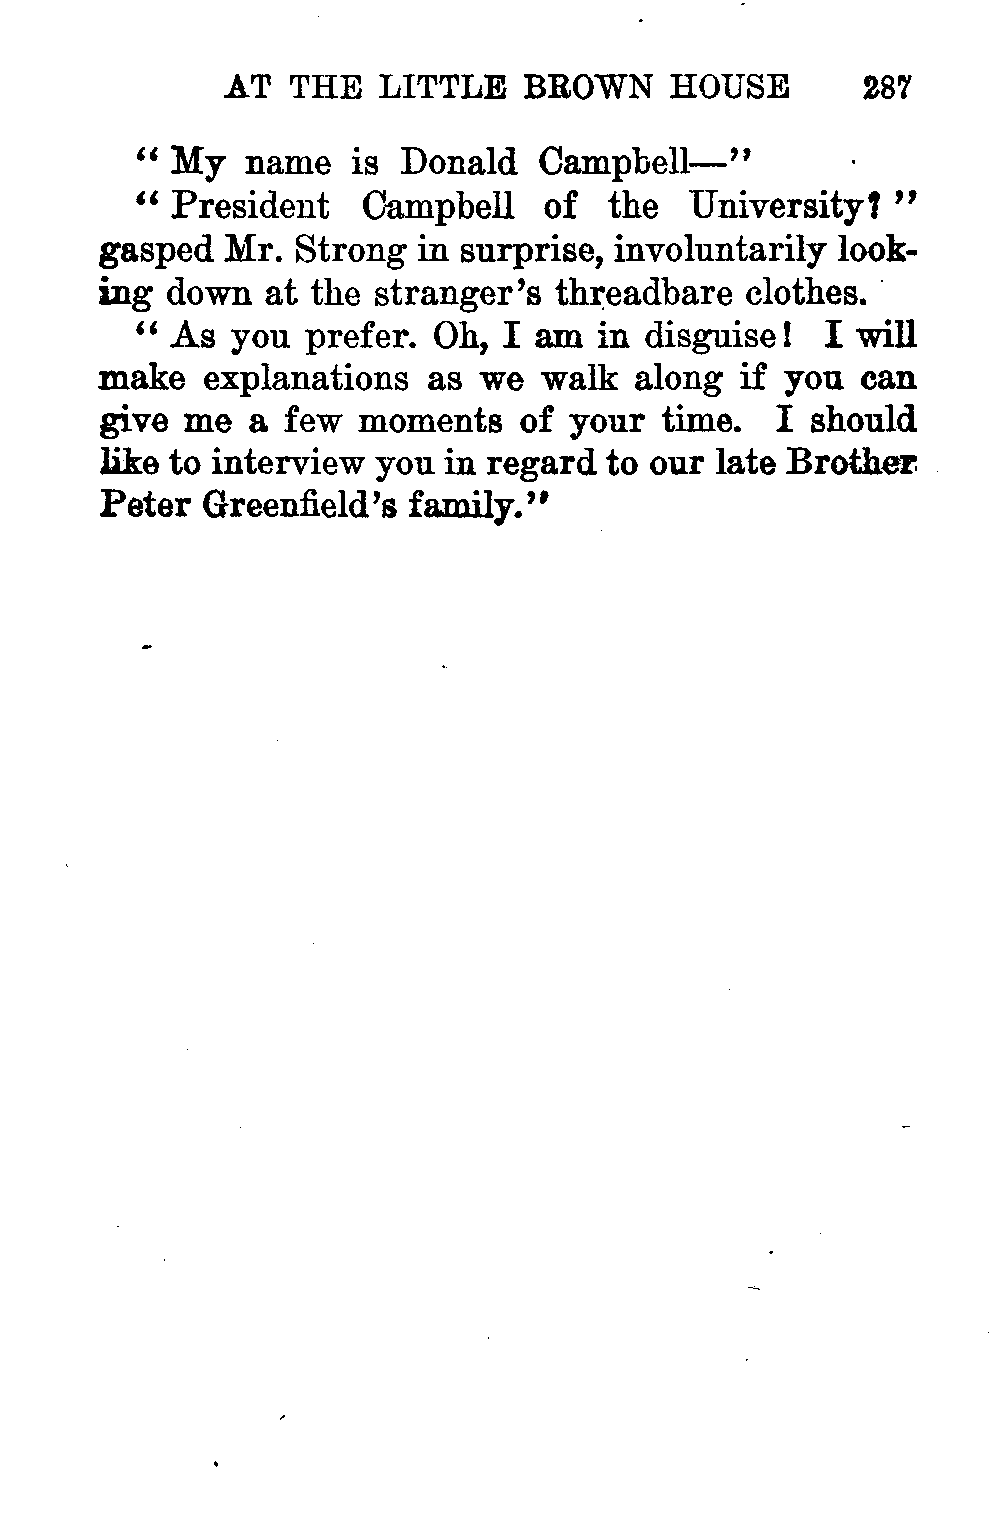 AT THE LITTLE BROWN HOUSE 287
“ My name is Donald Campbell—”
“ President Campbell of the University? ”
gasped Mr. Strong in surprise, involuntarily look-
ing down at the stranger’s threadbare clothes.
“ As you prefer. Oh, I am in disguise! I will
make explanations as we walk along if you can
give me a few moments of your time. I should
like to interview you in regard to our late Brother
Peter Greenfield’s family.”